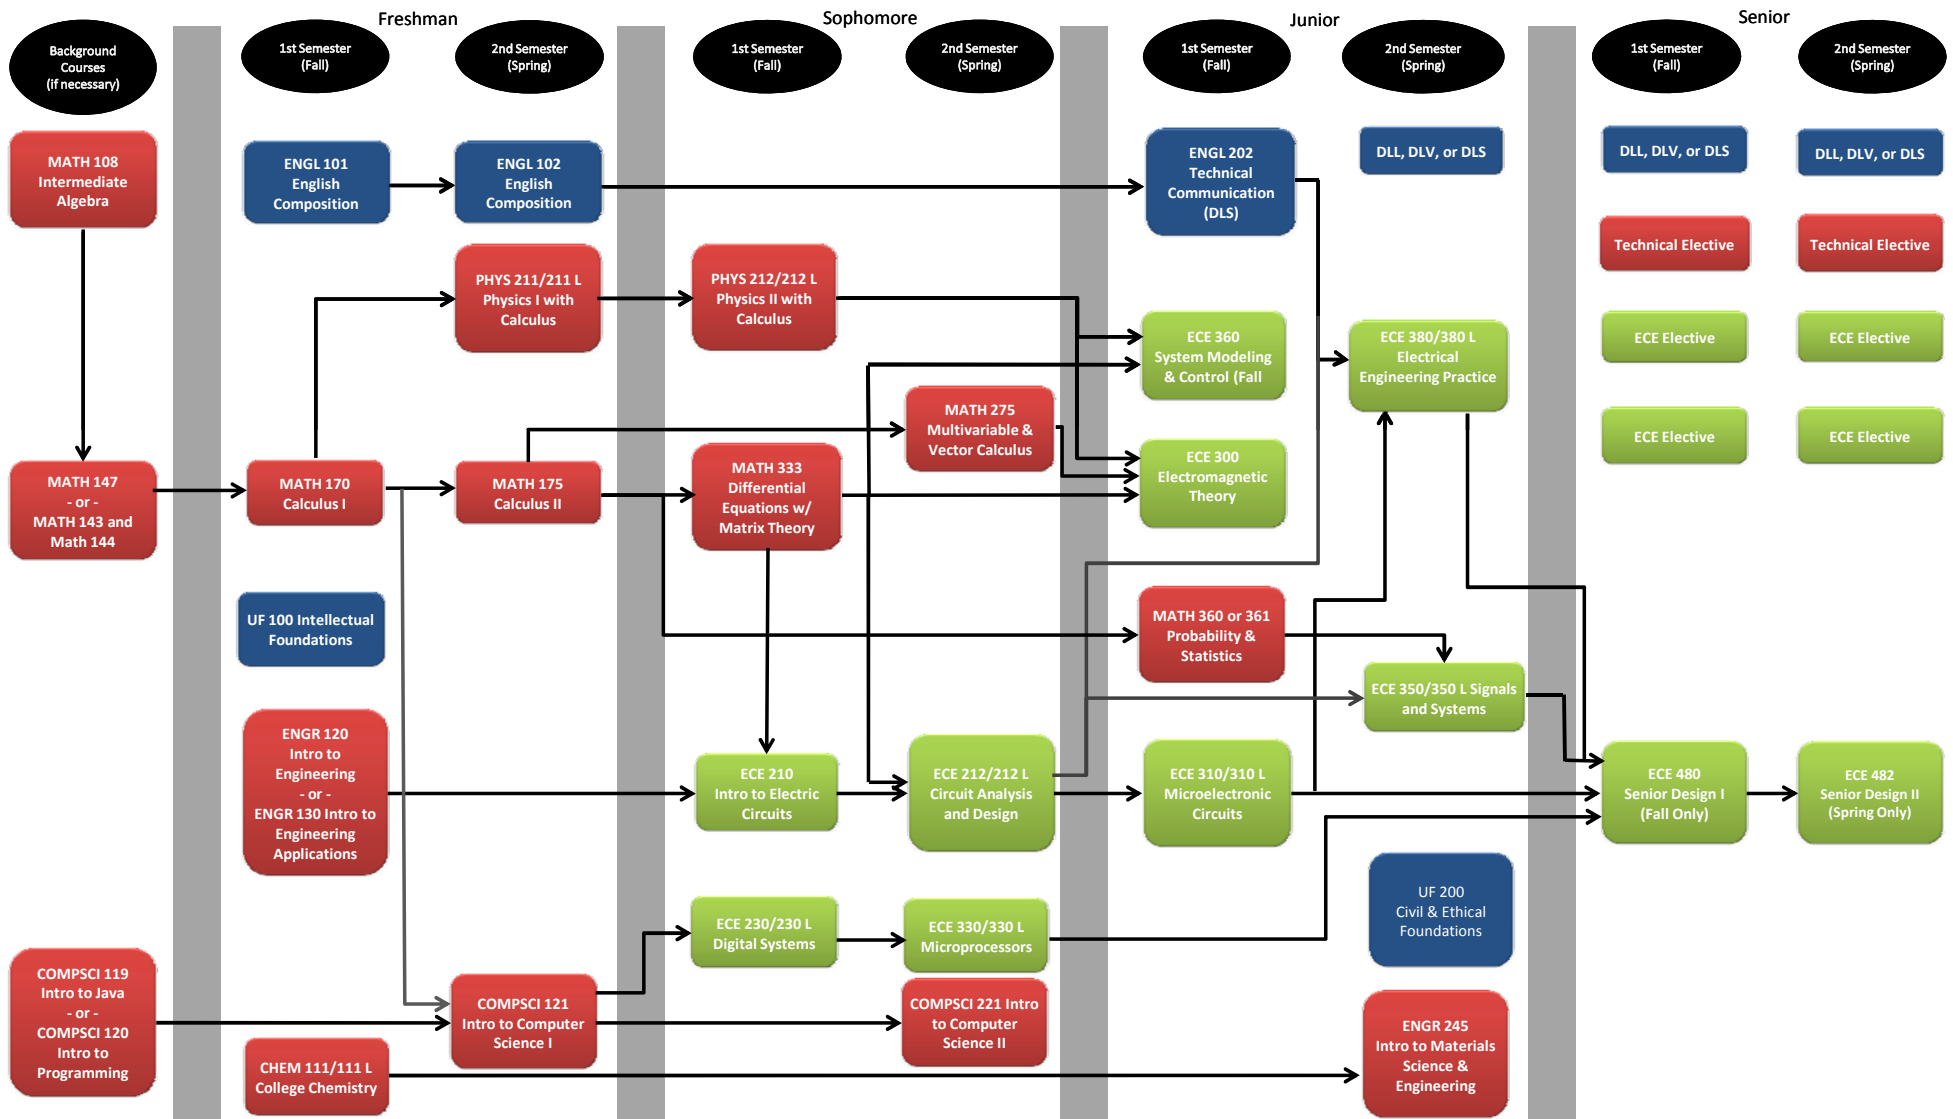 Freshman
Sophomore
Junior
Senior
Background
Courses
(if necessary)
1st Semester
(Fall)
2nd Semester
(Spring)
1st Semester
(Fall)
2nd Semester
(Spring)
1st Semester
(Fall)
2nd Semester
(Spring)
1st Semester
(Fall)
2nd Semester
(Spring)
MATH 108
Intermediate
Algebra
MATH 147
- or -
MATH 143 and
Math 144
COMPSCI 119
Intro to Java
- or -
COMPSCI 120
Intro to
Programming
ENGL 101
English
Composition
MATH 170
Calculus I
UF 100 Intellectual
Foundations
ENGR 120
Intro to
Engineering
- or -
ENGR 130 Intro to
Engineering
Applications
CHEM 111/111 L
College Chemistry
ENGL 102
English
Composition
PHYS 211/211 L
Physics I with
Calculus
MATH 175
Calculus II
COMPSCI 121
Intro to Computer
Science I
PHYS 212/212 L
Physics II with
Calculus
MATH 333
Differential
Equations w/
Matrix Theory
ECE 210
Intro to Electric
Circuits
ECE 230/230 L
Digital Systems
MATH 275
Multivariable &
Vector Calculus
ECE 212/212 L
Circuit Analysis
and Design
ECE 330/330 L
Microprocessors
COMPSCI 221 Intro
to Computer
Science II
ENGL 202
Technical
Communication
(DLS)
ECE 360
System Modeling
& Control (Fall
ECE 300
Electromagnetic
Theory
MATH 360 or 361
Probability &
Statistics
ECE 310/310 L
Microelectronic
Circuits
DLL, DLV, or DLS
ECE 380/380 L
Electrical
Engineering Practice
ECE 350/350 L Signals
and Systems
UF 200
Civil & Ethical
Foundations
ENGR 245
Intro to Materials
Science &
Engineering
DLL, DLV, or DLS
Technical Elective
ECE Elective
ECE Elective
ECE 480
Senior Design I
(Fall Only)
DLL, DLV, or DLS
Technical Elective
ECE Elective
ECE Elective
ECE 482
Senior Design II
(Spring Only)